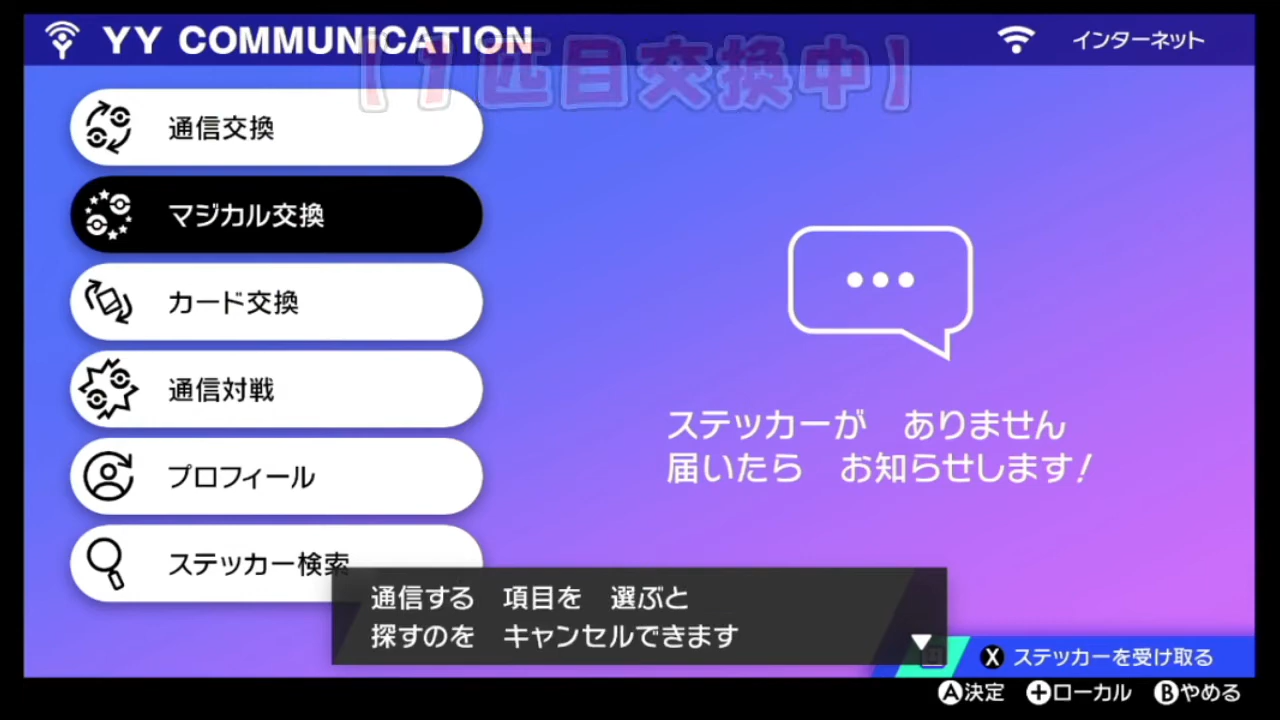 YY COMMUNICATION
インターネット
【1匹目交換中】
通信交換
マジカル交換
カード交換
通信対戦
プロフィール
ステッカー検索
ステッカーが ありません
届いたら お知らせします!
通信する 項目を 選ぶと
探すのを キャンセルできます
X ステッカーを受け取る
A決定 +ローカル Bやめる